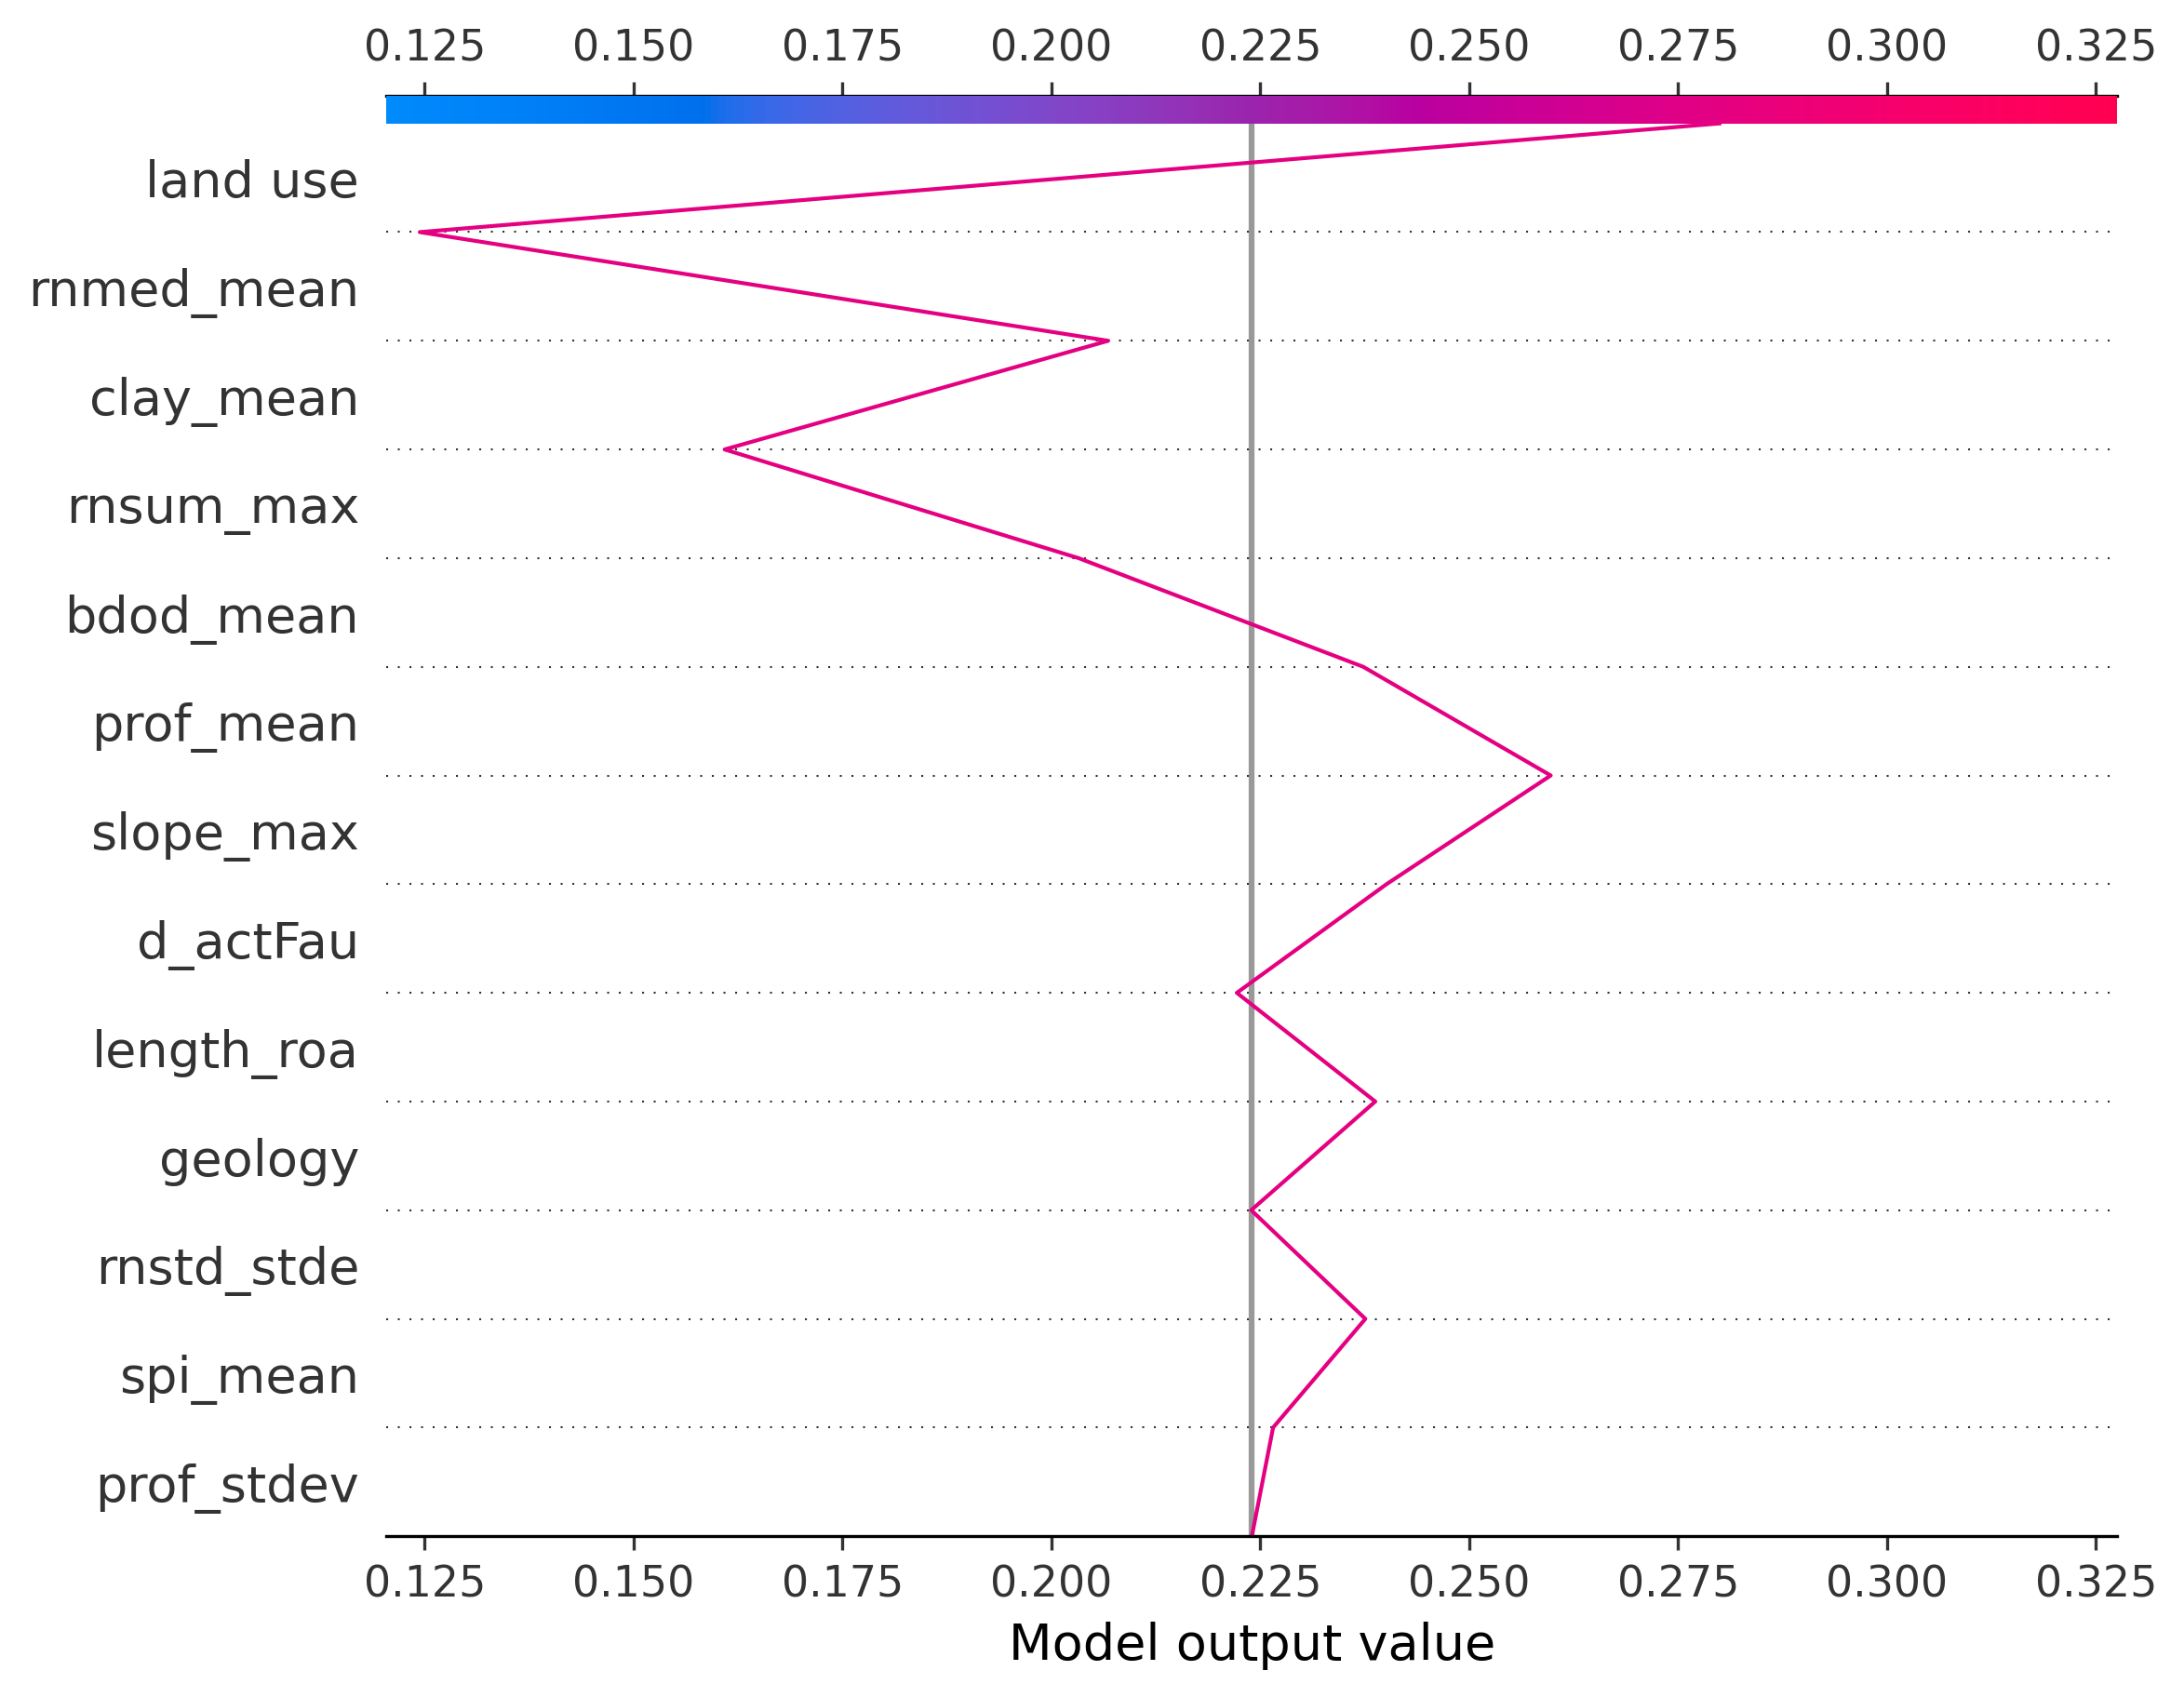 0.125 0.150 0.175 0.200 0.225 0.250 0.275 0.300 0.325
land use
rnmed_mean
clay_mean
rnsum_max
bdod_mean
prof_mean
slope_max
d_actFau
length_roa
geology
rnstd_stde
spi_mean
prof_stdev
0.125 0.150 0.175 0.200 0.225 0.250 0.275 0.300 0.325
Model output value